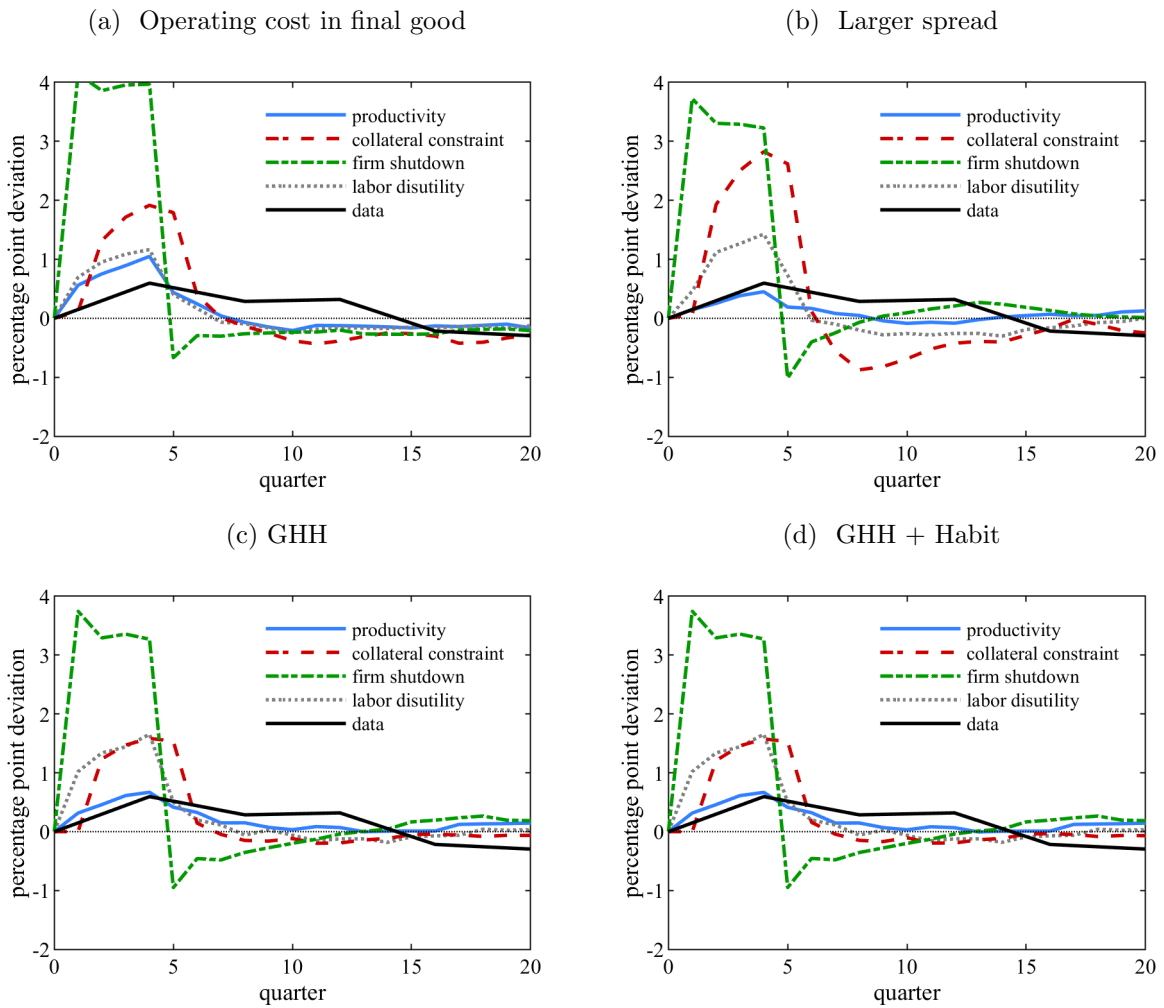 (a) Operating cost in final good
4
3
2
1
0
-1
-2
percentage point deviation
productivity
collateral constraint
firm shutdown
labor disutility
data
0 5 10 15 20
quarter
(b) Larger spread
4
3
2
1
0
-1
-2
percentage point deviation
productivity
collateral constraint
firm shutdown
labor disutility
data
0 5 10 15 20
quarter
(c) GHH
4
3
2
1
0
-1
-2
percentage point deviation
productivity
collateral constraint
firm shutdown
labor disutility
data
0 5 10 15 20
quarter
(d) GHH + Habit
4
3
2
1
0
-1
-2
percentage point deviation
productivity
collateral constraint
firm shutdown
labor disutility
data
0 5 10 15 20
quarter